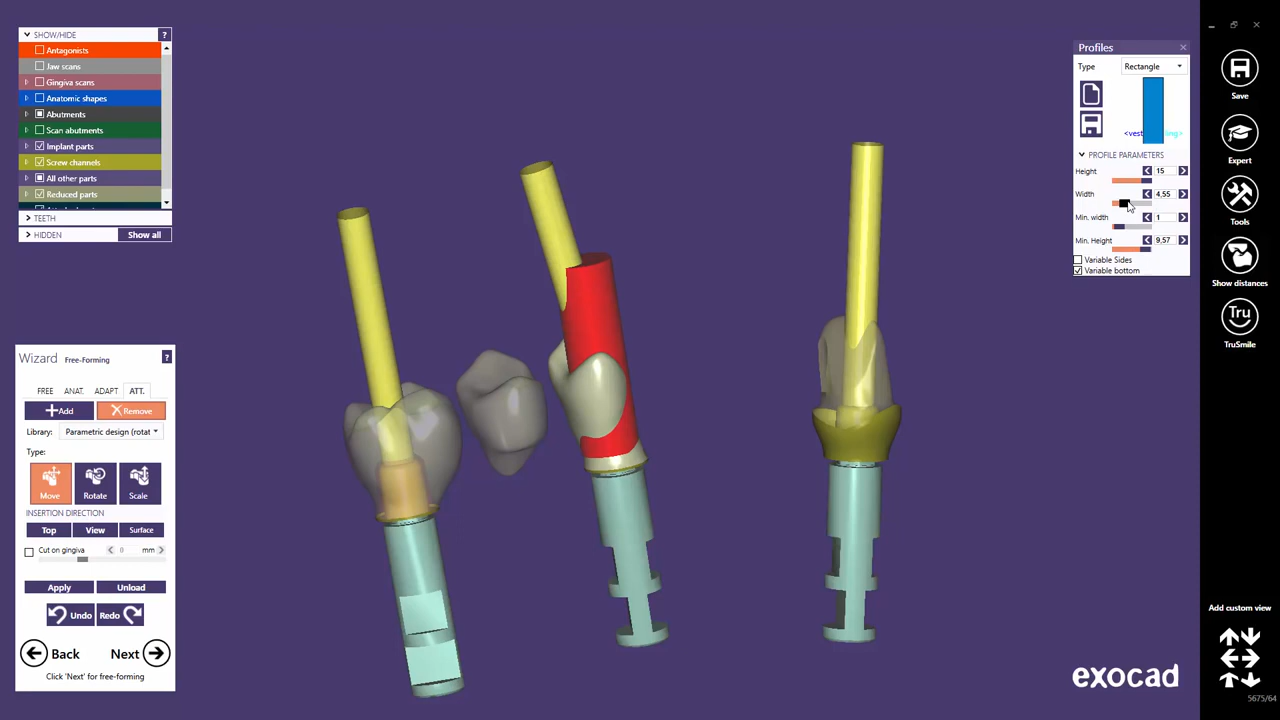 SHOW/HIDE
?
Antagonists
Jaw scans
Gingiva scans
Anatomic shapes
Abutments
Scan abutments
Implant parts
Screw channels
All other parts
Reduced parts
TEETH
HIDDEN
Show all
Wizard
Free-Forming
?
FREE
ANAT.
ADAPT
ATT.
Add
Remove
Library:
Parametric design (rotat
Type:
Move
Rotate
Scale
INSERTION DIRECTION
Top
View
Surface
Cut on gingiva
0
mm
Apply
Unload
Undo
Redo
Back
Next
Click 'Next' for free-forming
Profiles
Type
Rectangle
<vest
ng>
PROFILE PARAMETERS
Height
15
Width
4,55
Min. width
1
Min. Height
9,57
Variable Sides
Variable bottom
Save
Expert
Tools
Show distances
Tru
TruSmile
Add custom view
exocad
5675/64